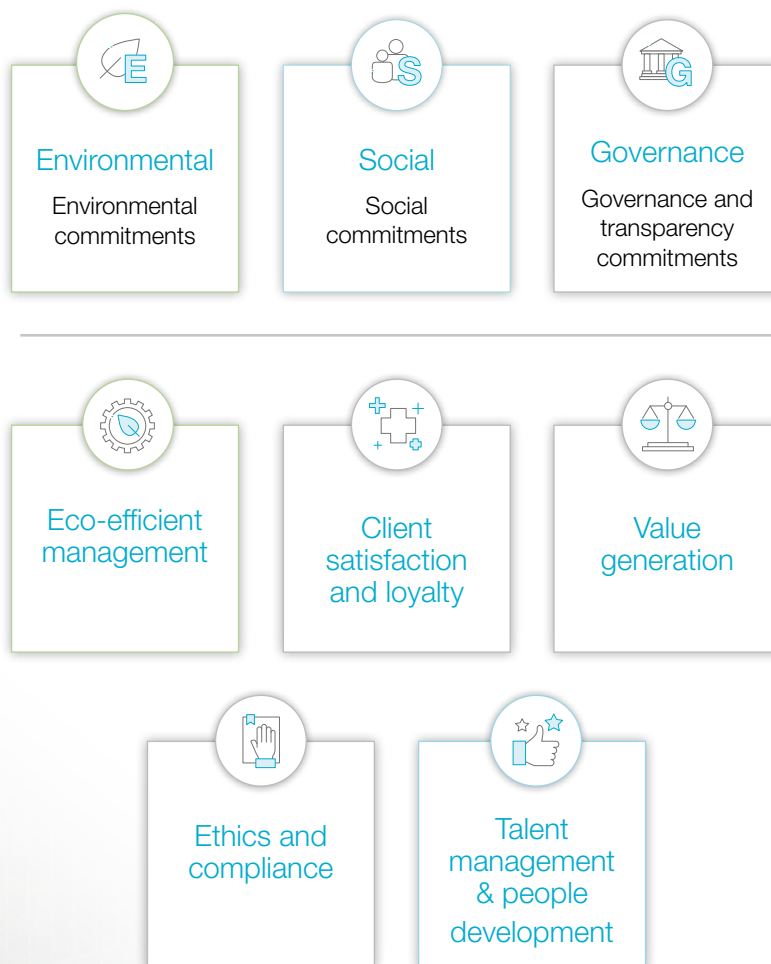 E
S
G
Environmental
Environmental
commitments
Social
Social
commitments
Governance
Governance and
transparency
commitments
Eco-efficient
management
Client
satisfaction
and loyalty
Value
generation
Ethics and
compliance
Talent
management
& people
development